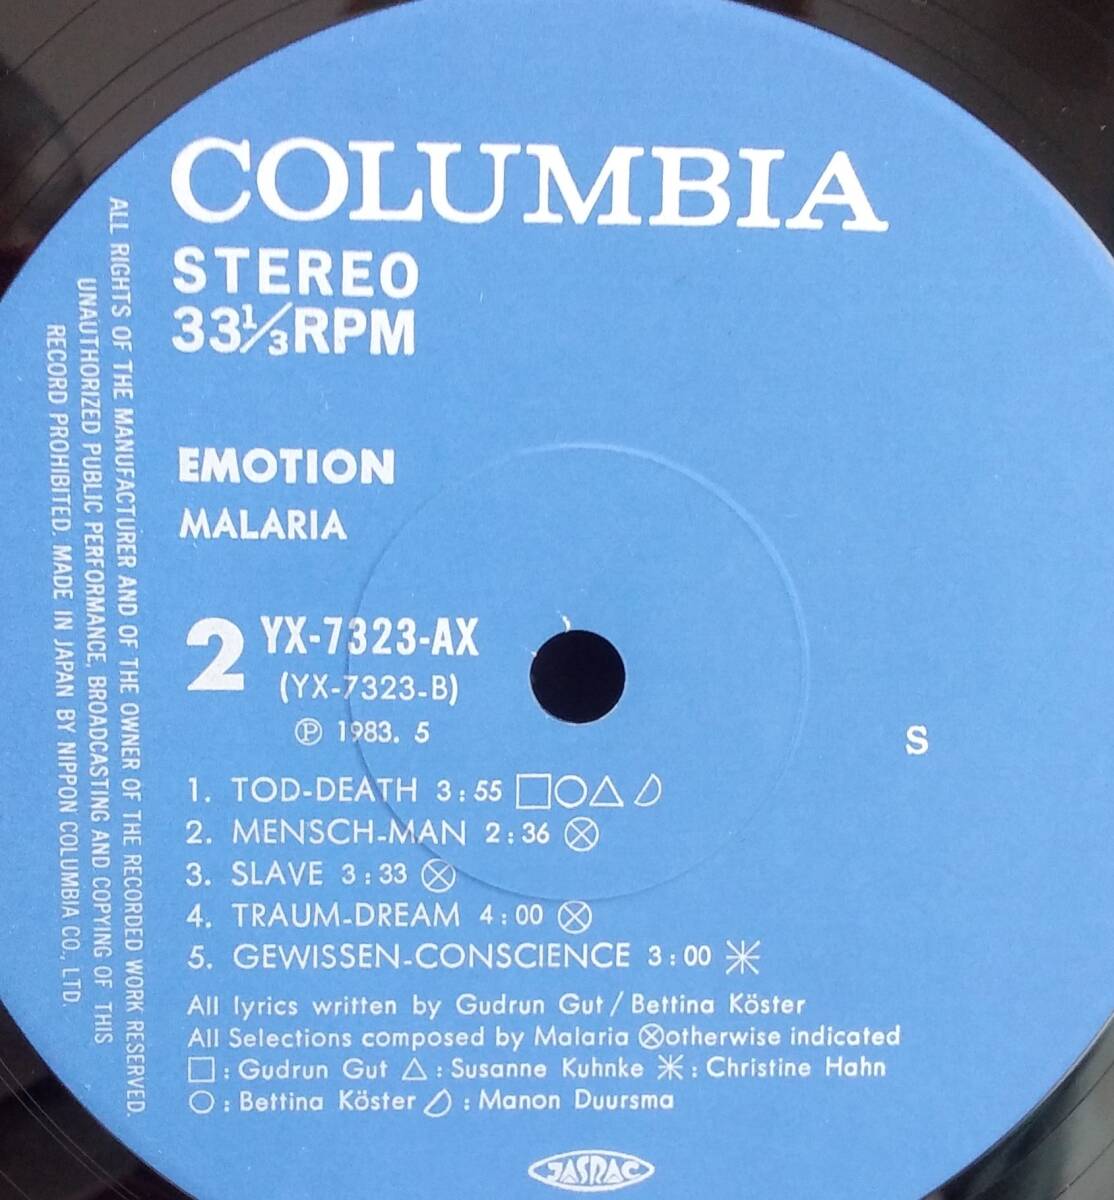 COLUMBIA
STEREO
33⅓RPM
EMOTION
MALARIA
2 YX-7323-AX
(YX-7323-B)
Ⓟ 1983. 5
S
1. TOD-DEATH 3:55 □○△◗
2. MENSCH-MAN 2:36 ⊗
3. SLAVE 3:33 ⊗
4. TRAUM-DREAM 4:00 ⊗
5. GEWISSEN-CONSCIENCE 3:00 ✳
All lyrics written by Gudrun Gut / Bettina Köster
All Selections composed by Malaria ⊗otherwise indicated
□ : Gudrun Gut △ : Susanne Kuhnke ✳ : Christine Hahn
○ : Bettina Köster ◗ : Manon Duursma
JASRAC
ALL RIGHTS OF THE MANUFACTURER AND OF THE OWNER OF THE RECORDED WORK RESERVED.
UNAUTHORIZED PUBLIC PERFORMANCE, BROADCASTING AND COPYING OF THIS
RECORD PROHIBITED. MADE IN JAPAN BY NIPPON COLUMBIA CO., LTD.